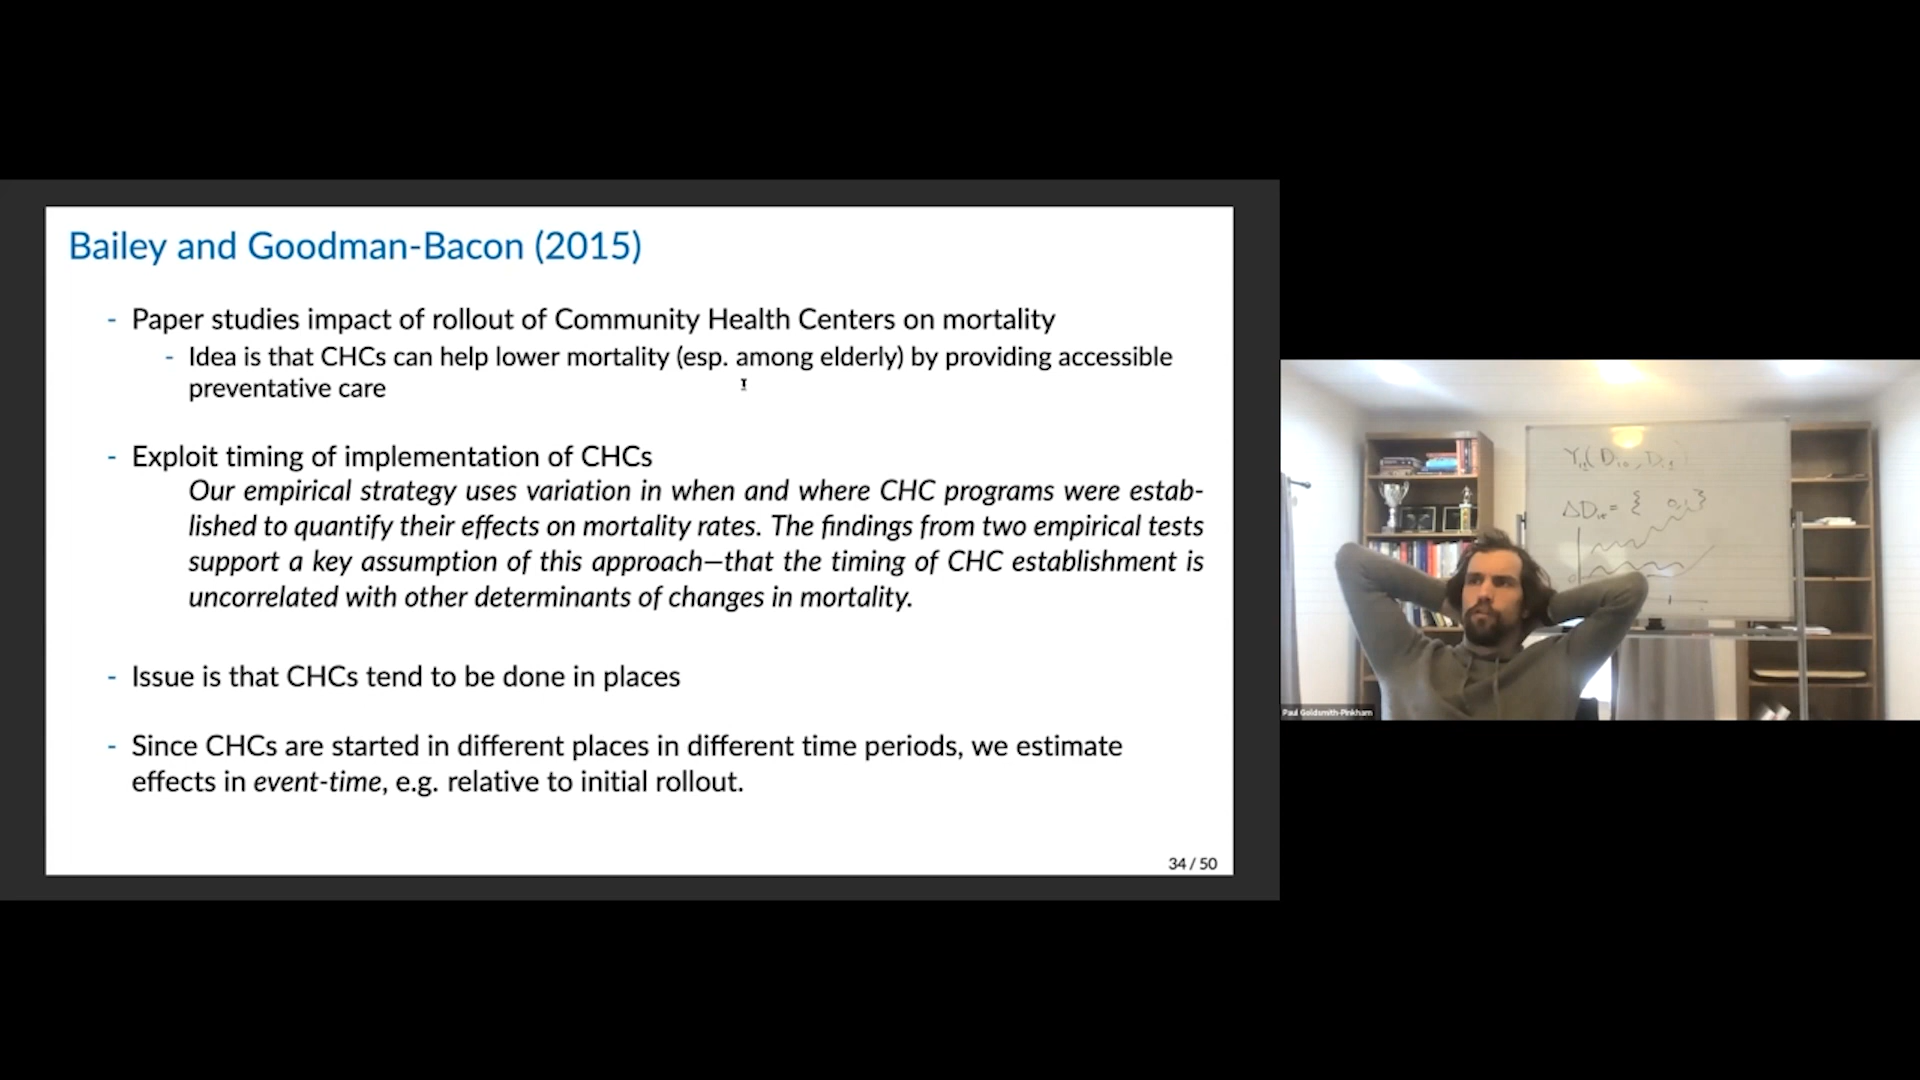 Bailey and Goodman-Bacon (2015)
- Paper studies impact of rollout of Community Health Centers on mortality
- Idea is that CHCs can help lower mortality (esp. among elderly) by providing accessible
preventative care
- Exploit timing of implementation of CHCs
Our empirical strategy uses variation in when and where CHC programs were estab-
lished to quantify their effects on mortality rates. The findings from two empirical tests
support a key assumption of this approach—that the timing of CHC establishment is
uncorrelated with other determinants of changes in mortality.
- Issue is that CHCs tend to be done in places
- Since CHCs are started in different places in different time periods, we estimate
effects in event-time, e.g. relative to initial rollout.
34 / 50
Paul Goldsmith-Pinkham